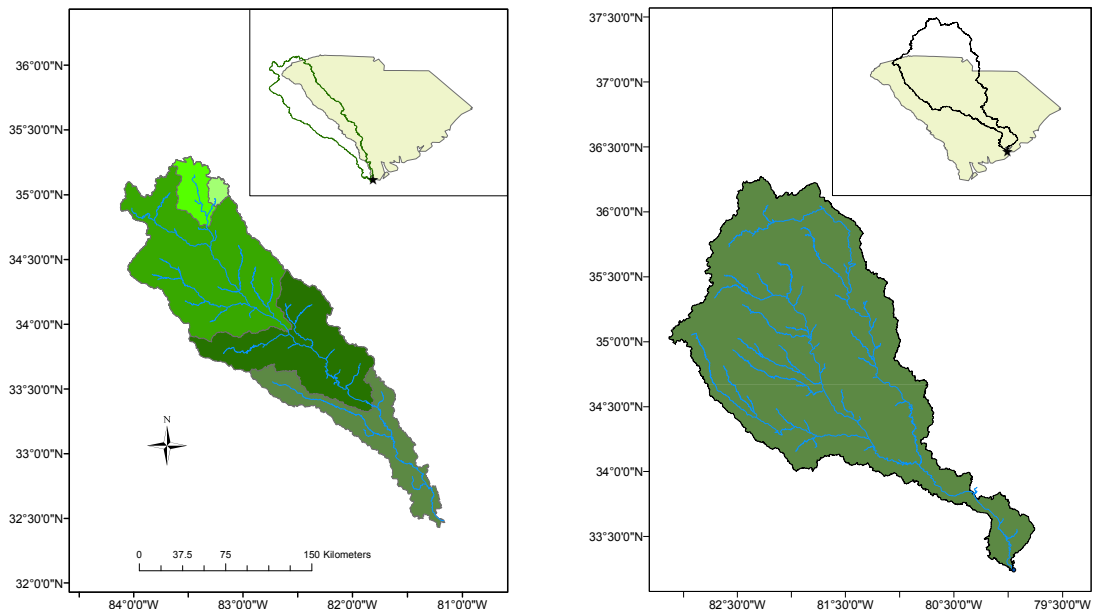 36°0'0"N
35°30'0"N
35°0'0"N
34°30'0"N
34°0'0"N
33°30'0"N
33°0'0"N
32°30'0"N
32°0'0"N
N
0 37.5 75 150 Kilometers
84°0'0"W 83°0'0"W 82°0'0"W 81°0'0"W
37°30'0"N
37°0'0"N
36°30'0"N
36°0'0"N
35°30'0"N
35°0'0"N
34°30'0"N
34°0'0"N
33°30'0"N
82°30'0"W 81°30'0"W 80°30'0"W 79°30'0"W